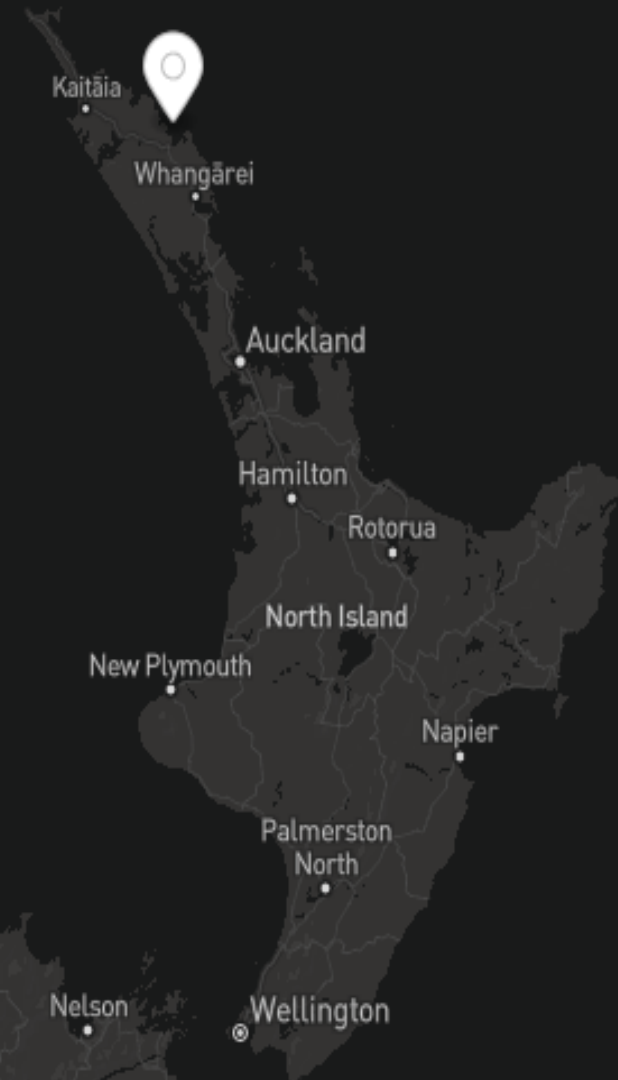 Kaitāia
Whangārei
Auckland
Hamilton
Rotorua
North Island
New Plymouth
Napier
Palmerston
North
Nelson
Wellington